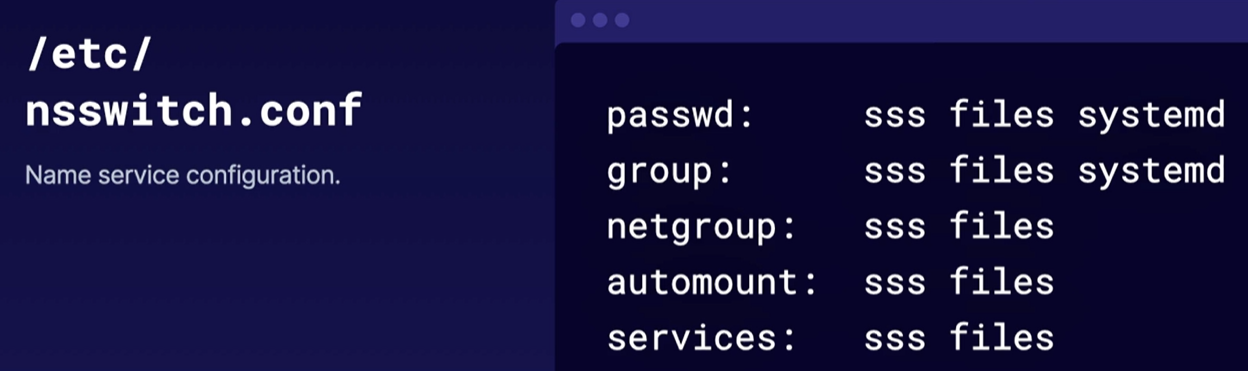 /etc/
nsswitch.conf
Name service configuration.
passwd: sss files systemd
group: sss files systemd
netgroup: sss files
automount: sss files
services: sss files